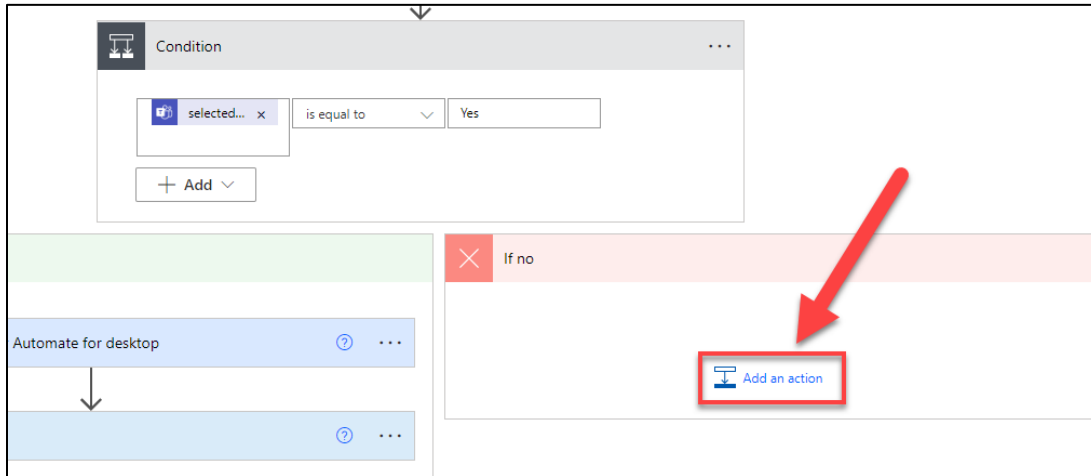 Condition
selected... x
is equal to
Yes
+ Add
If no
Automate for desktop
Add an action